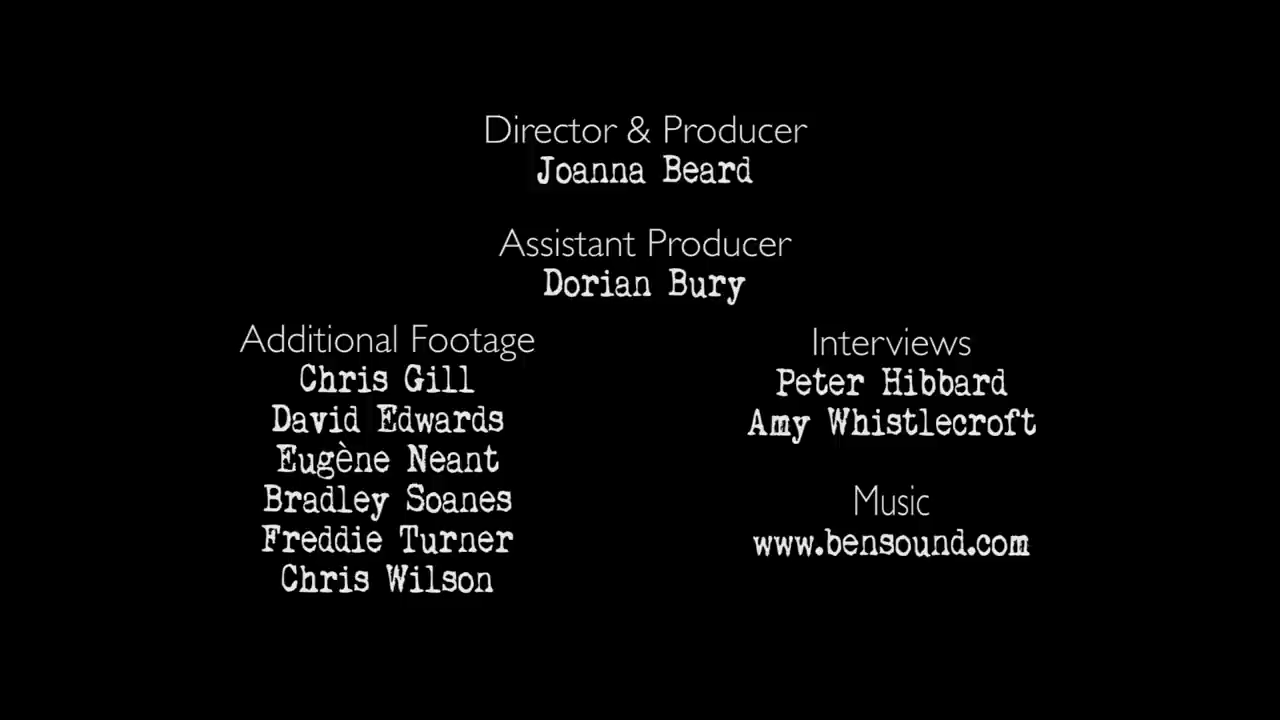 Director & Producer
Joanna Beard
Assistant Producer
Dorian Bury
Additional Footage
Chris Gill
David Edwards
Eugène Neant
Bradley Soanes
Freddie Turner
Chris Wilson
Interviews
Peter Hibbard
Amy Whistlecroft
Music
www.bensound.com